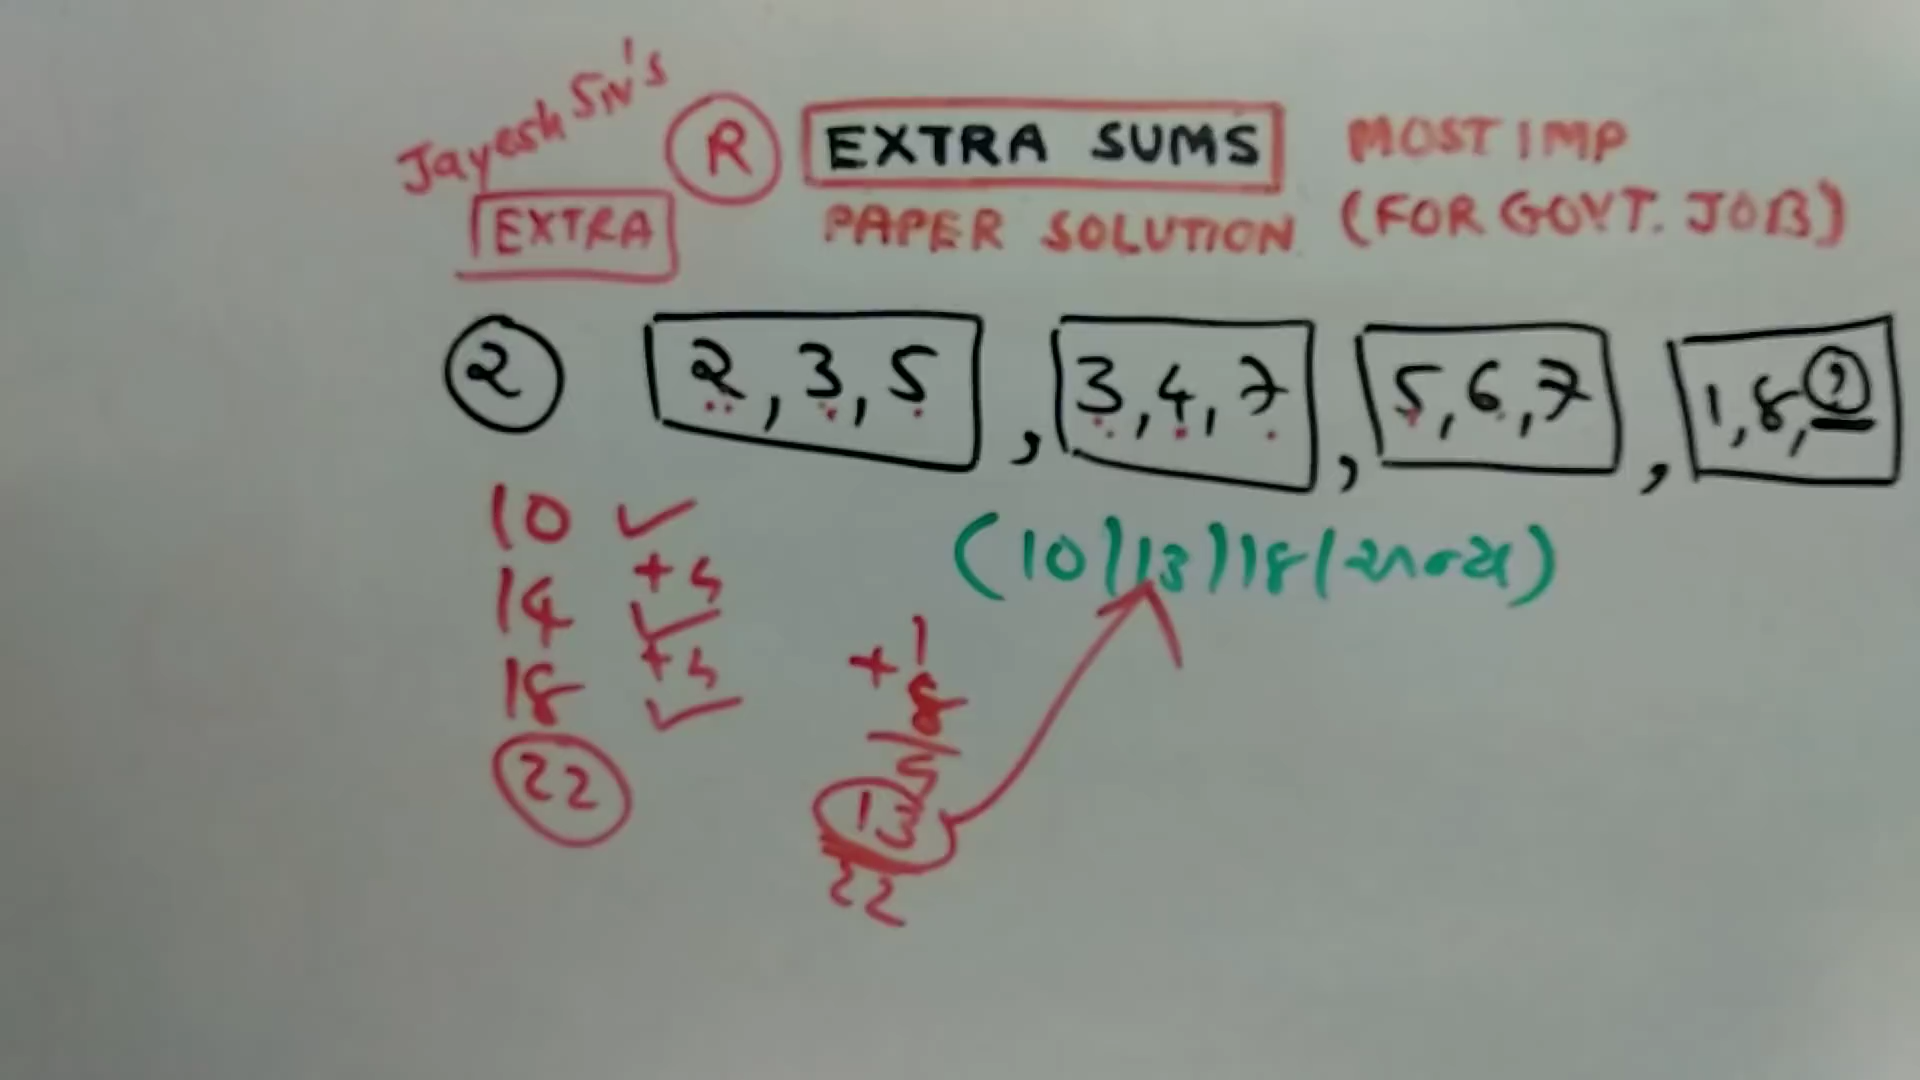 Jayesh Sir's
EXTRA
R
EXTRA SUMS
PAPER SOLUTION
MOST IMP
(FOR GOVT. JOB)
2 2, 3, 5 , 3, 4, 7 , 5, 6, 7 , 1, 8, ?
(10/13/18/
10 ✓
+4
14 ✓
+4
18 ✓
22
1
+ 8
13
22